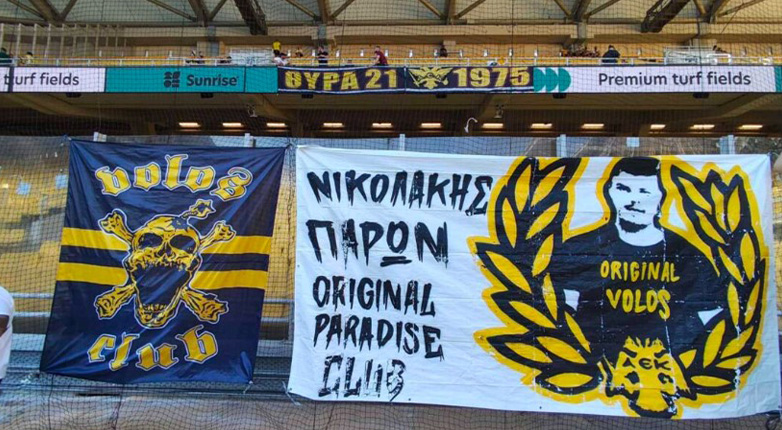 turf fields
Sunrise
ΘΥΡΑ 21 1975
Premium turf fields
volos
club
ΝΙΚΟΛΑΚΗΣ
ΠΑΡΩΝ
ORIGINAL
PARADISE
CLUB
ORIGINAL
VOLOS
ΑΕΚ